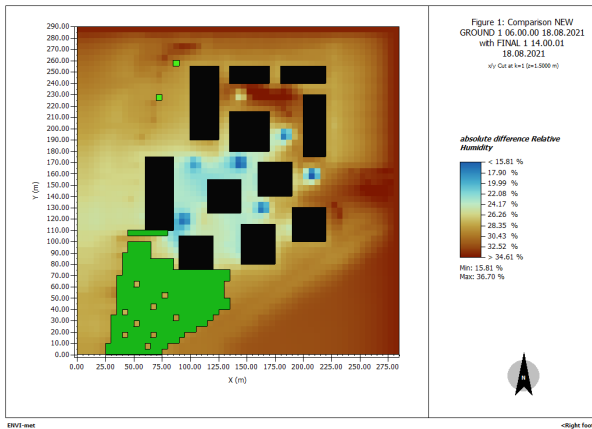 290.00
280.00
270.00
260.00
250.00
240.00
230.00
220.00
210.00
200.00
190.00
180.00
170.00
160.00
150.00
140.00
130.00
120.00
110.00
100.00
90.00
80.00
70.00
60.00
50.00
40.00
30.00
20.00
10.00
0.00
Y (m)
0.00 25.00 50.00 75.00 100.00 125.00 150.00 175.00 200.00 225.00 250.00 275.00
X (m)
Figure 1: Comparison NEW
GROUND 1 06.00.00 18.08.2021
with FINAL 1 14.00.01
18.08.2021
x/y Cut at k=1 (z=1.5000 m)
absolute difference Relative
Humidity
< 15.81 %
17.90 %
19.99 %
22.08 %
24.17 %
26.26 %
28.35 %
30.43 %
32.52 %
> 34.61 %
Min: 15.81 %
Max: 36.70 %
N
ENVI-met
<Right foot